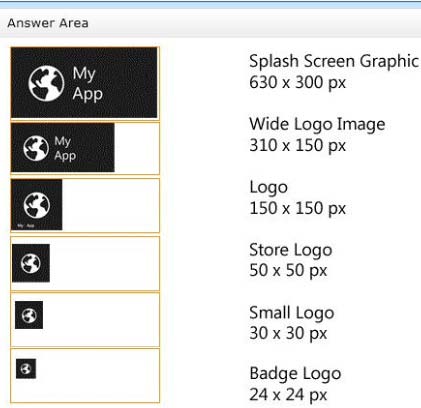 Answer Area
My
App
Splash Screen Graphic
630 x 300 px
My
App
Wide Logo Image
310 x 150 px
My App
Logo
150 x 150 px
Store Logo
50 x 50 px
Small Logo
30 x 30 px
Badge Logo
24 x 24 px